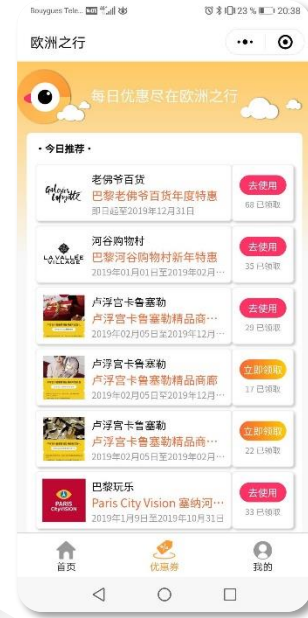 Bouygues Tele...
23 %
20:38
欧洲之行
每日优惠尽在欧洲之行
·今日推荐·
Galeries Lafayette
老佛爷百货
巴黎老佛爷百货年度特惠
即日起至2019年12月31日
去使用
68 已领取
LA VALLÉE
VILLAGE
河谷购物村
巴黎河谷购物村新年特惠
2019年01月01日至2019年02月…
去使用
35 已领取
卢浮宫卡鲁塞勒
卢浮宫卡鲁塞勒精品商…
2019年02月05日至2019年12月…
去使用
29 已领取
卢浮宫卡鲁塞勒
卢浮宫卡鲁塞勒精品商廊
2019年02月05日至2019年12月…
立即领取
17 已领取
卢浮宫卡鲁塞勒
卢浮宫卡鲁塞勒精品商…
2019年02月05日至2019年02月…
立即领取
22 已领取
PARIS
CityVISION
巴黎玩乐
Paris City Vision 塞纳河…
2019年1月9日至2019年10月31日
去使用
33 已领取
首页
优惠券
我的